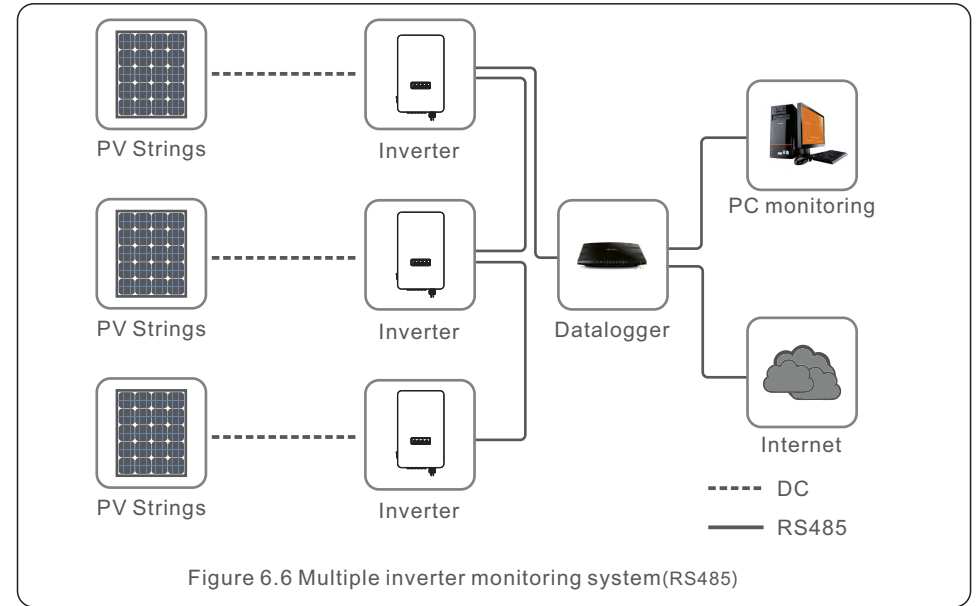 PV Strings
Inverter
PC monitoring
PV Strings
Inverter
Datalogger
Internet
PV Strings
Inverter
DC
RS485
Figure 6.6 Multiple inverter monitoring system(RS485)